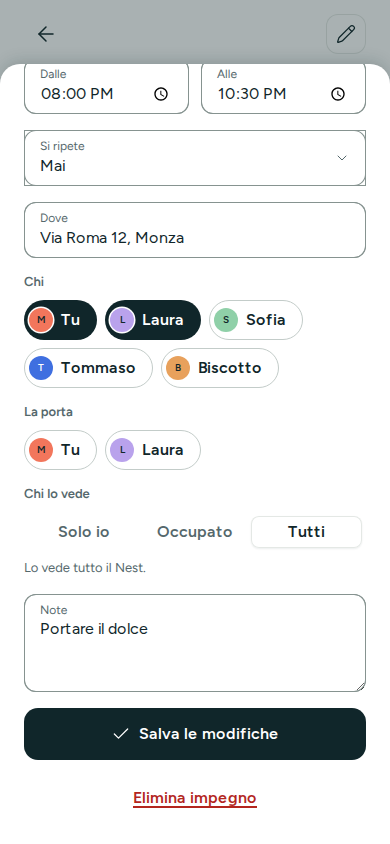 Dalle
08:00 PM
Alle
10:30 PM
Si ripete
Mai
Dove
Via Roma 12, Monza
Chi
M Tu
L Laura
S Sofia
T Tommaso
B Biscotto
La porta
M Tu
L Laura
Chi lo vede
Solo io
Occupato
Tutti
Lo vede tutto il Nest.
Note
Portare il dolce
Salva le modifiche
Elimina impegno